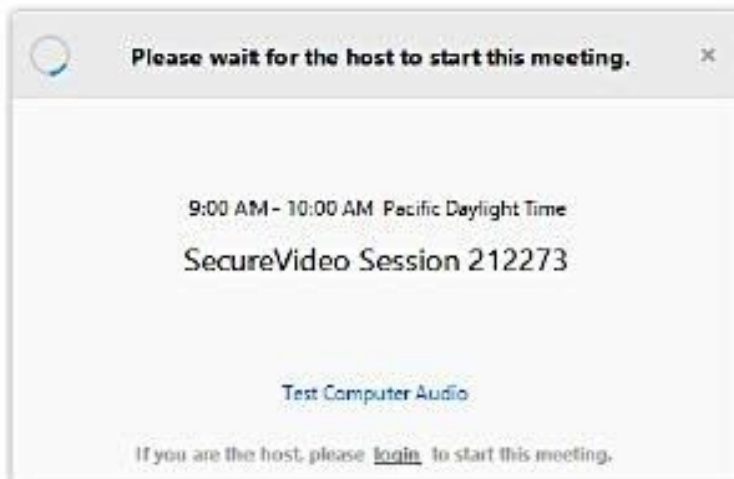 Please wait for the host to start this meeting.
×
9:00 AM - 10:00 AM Pacific Daylight Time
SecureVideo Session 212273
Test Computer Audio
If you are the host, please login to start this meeting.